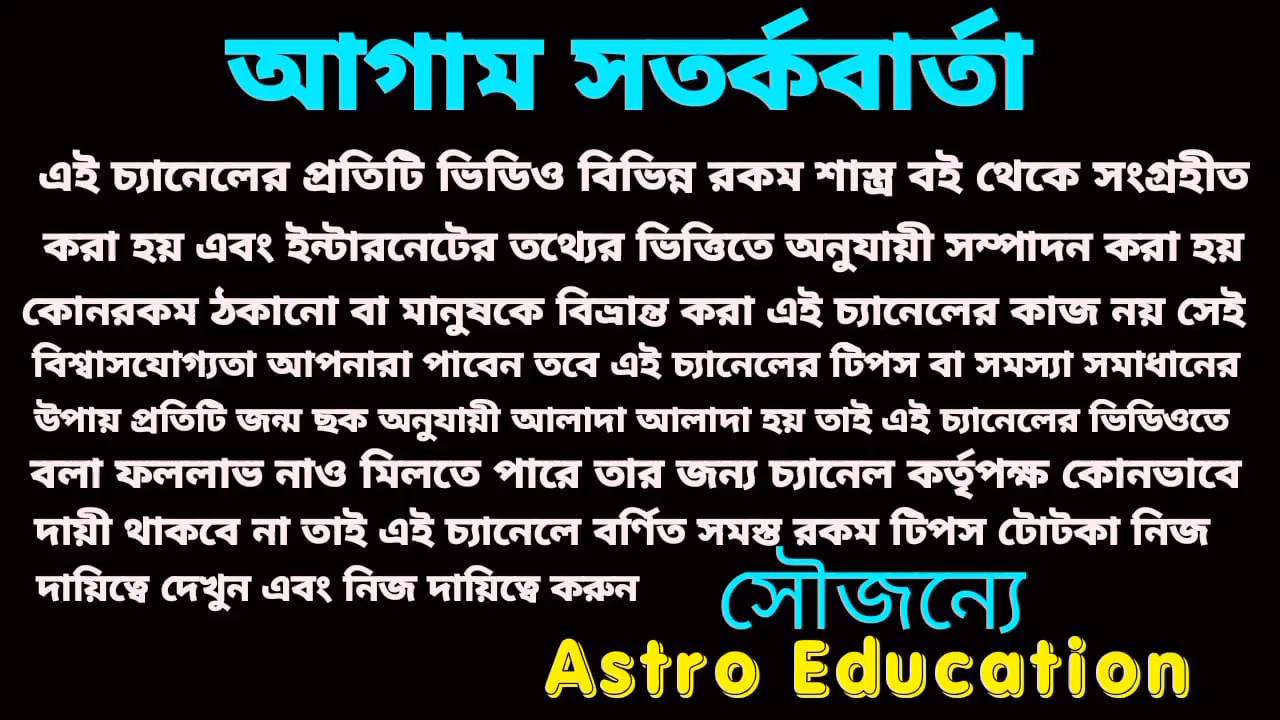 আগাম সতর্কবার্তা
এই চ্যানেলের প্রতিটি ভিডিও বিভিন্ন রকম শাস্ত্র বই থেকে সংগ্রহীত
করা হয় এবং ইন্টারনেটের তথ্যের ভিত্তিতে অনুযায়ী সম্পাদন করা হয়
কোনরকম ঠকানো বা মানুষকে বিভ্রান্ত করা এই চ্যানেলের কাজ নয় সেই
বিশ্বাসযোগ্যতা আপনারা পাবেন তবে এই চ্যানেলের টিপস বা সমস্যা সমাধানের
উপায় প্রতিটি জন্ম ছক অনুযায়ী আলাদা আলাদা হয় তাই এই চ্যানেলের ভিডিওতে
বলা ফললাভ নাও মিলতে পারে তার জন্য চ্যানেল কর্তৃপক্ষ কোনভাবে
দায়ী থাকবে না তাই এই চ্যানেলে বর্ণিত সমস্ত রকম টিপস টোটকা নিজ
দায়িত্বে দেখুন এবং নিজ দায়িত্বে করুন
সৌজন্যে
Astro Education